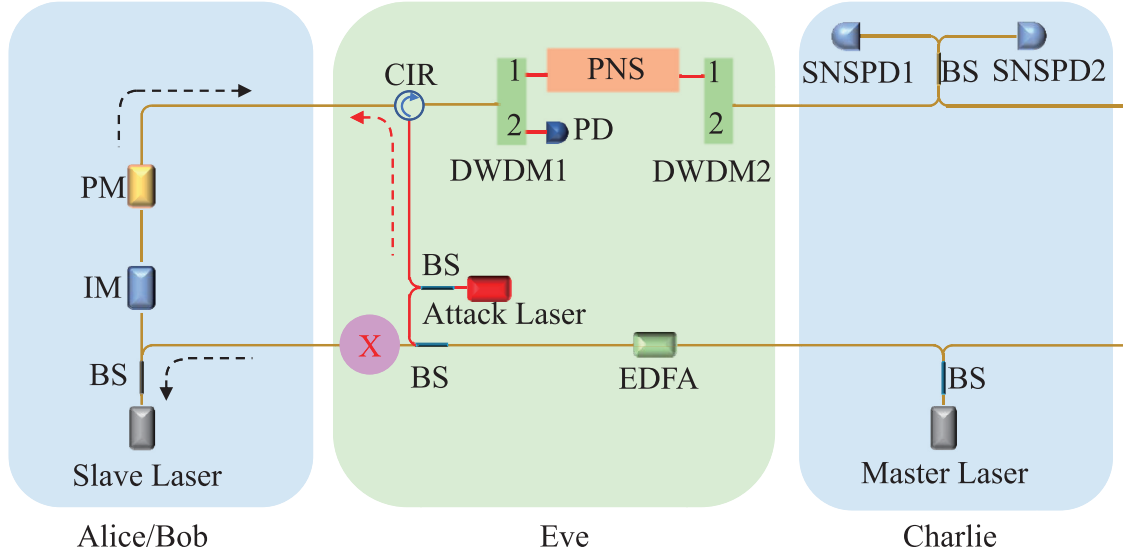 CIR
1
PNS
1
2
PD
2
DWDM1
DWDM2
SNSPD1
BS
SNSPD2
PM
IM
BS
Attack Laser
X
BS
EDFA
BS
BS
Slave Laser
Master Laser
Alice/Bob
Eve
Charlie